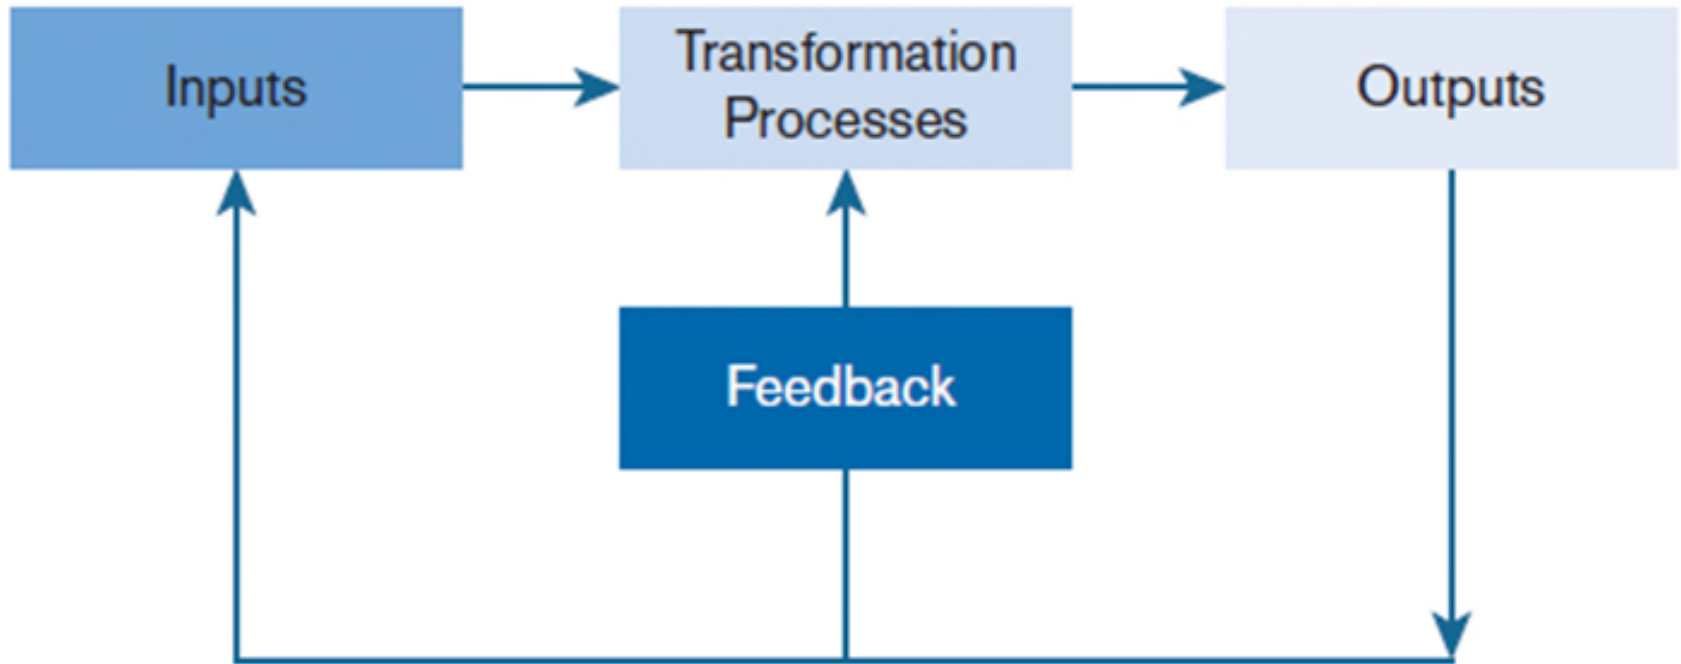 Inputs
Transformation
Processes
Outputs
Feedback